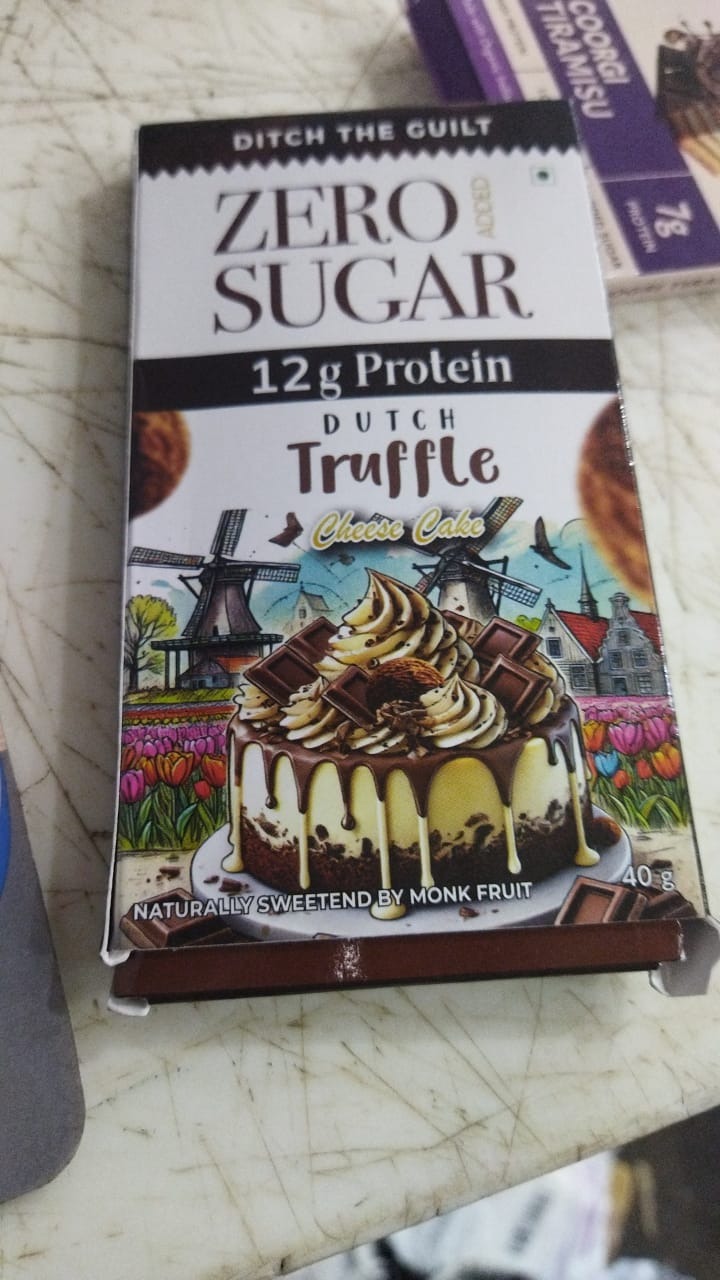 DITCH THE GUILT
ZERO
ADDED
SUGAR
12g Protein
DUTCH
Truffle
Cheese Cake
NATURALLY SWEETEND BY MONK FRUIT
40 g
COORGI
TIRAMISU
7g
PROTEIN